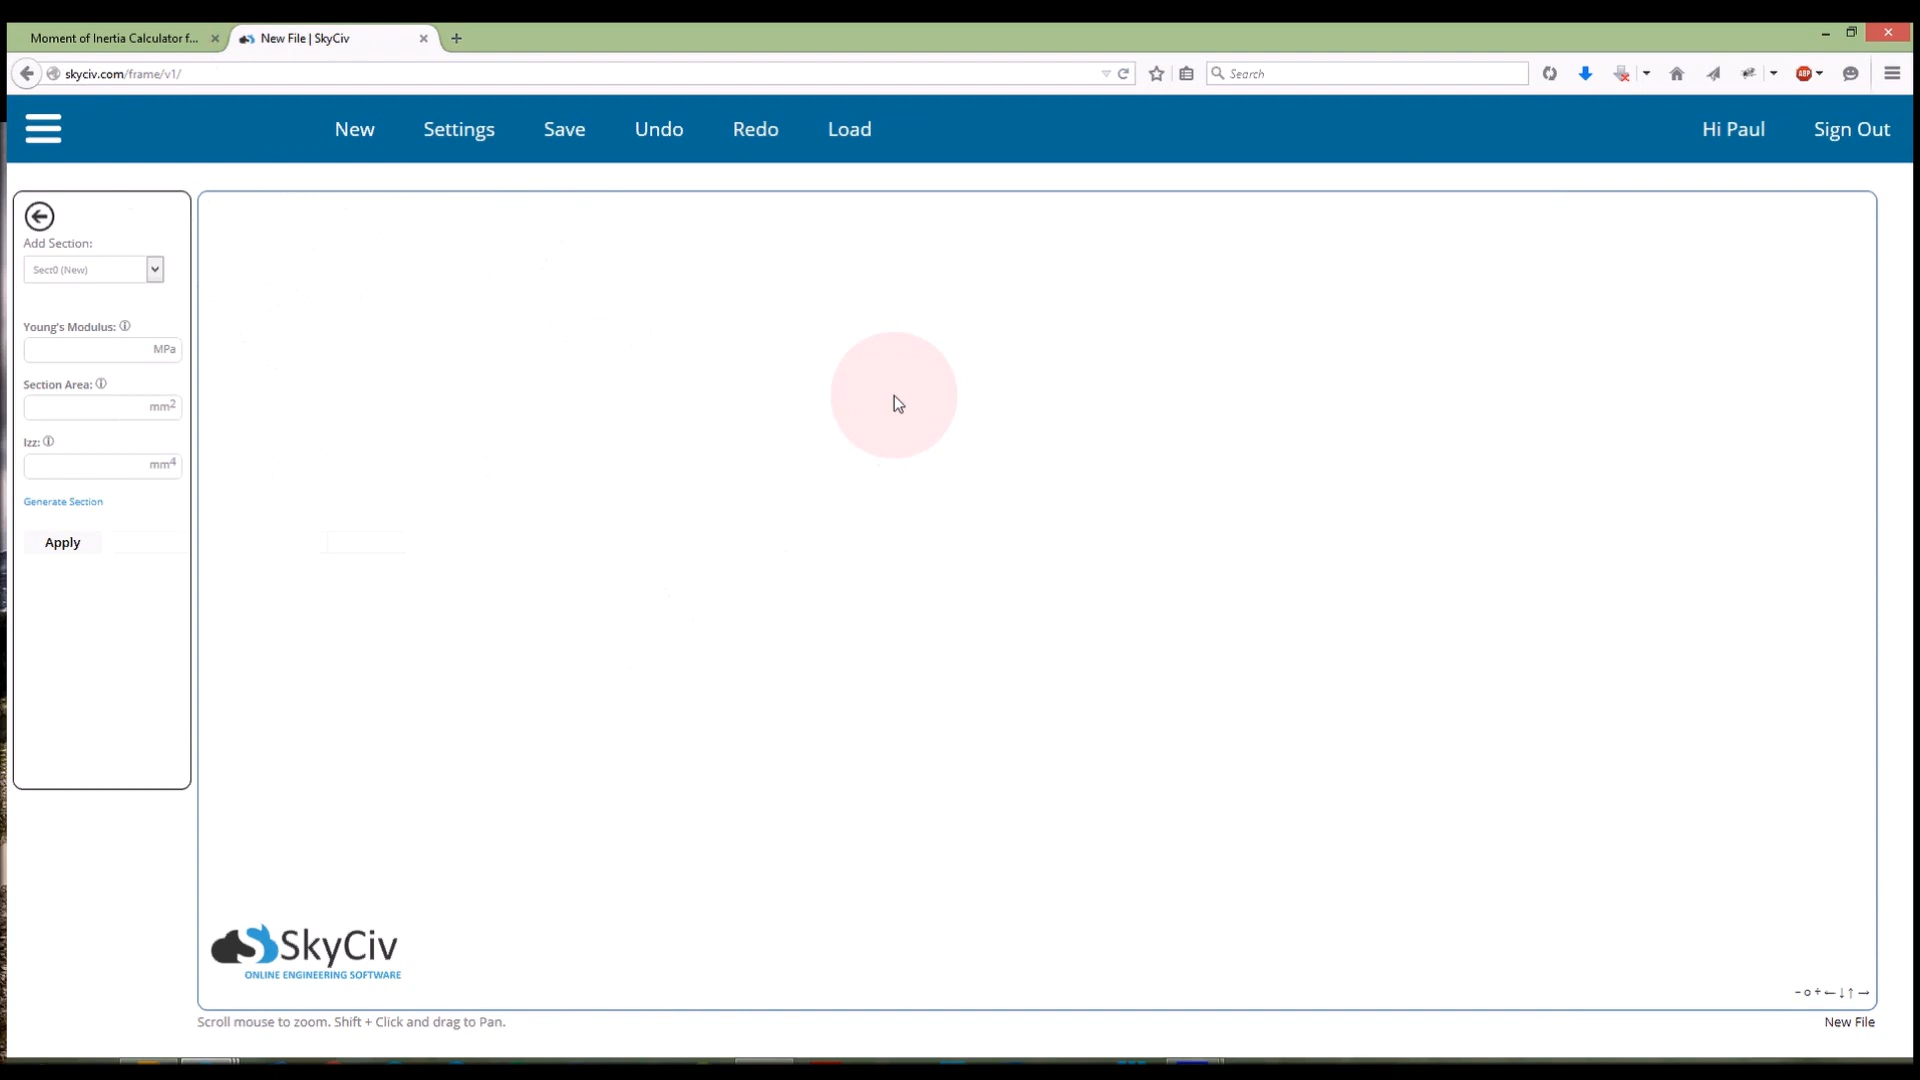 Moment of Inertia Calculator f...
New File | SkyCiv
skyciv.com/frame/v1/
Search
ABP
New Settings Save Undo Redo Load Hi Paul Sign Out
Add Section:
Sect0 (New)
Young's Modulus:
MPa
Section Area:
mm2
Izz:
mm4
Generate Section
Apply
SkyCiv
ONLINE ENGINEERING SOFTWARE
- o + ← ↓ ↑ →
Scroll mouse to zoom. Shift + Click and drag to Pan.
New File